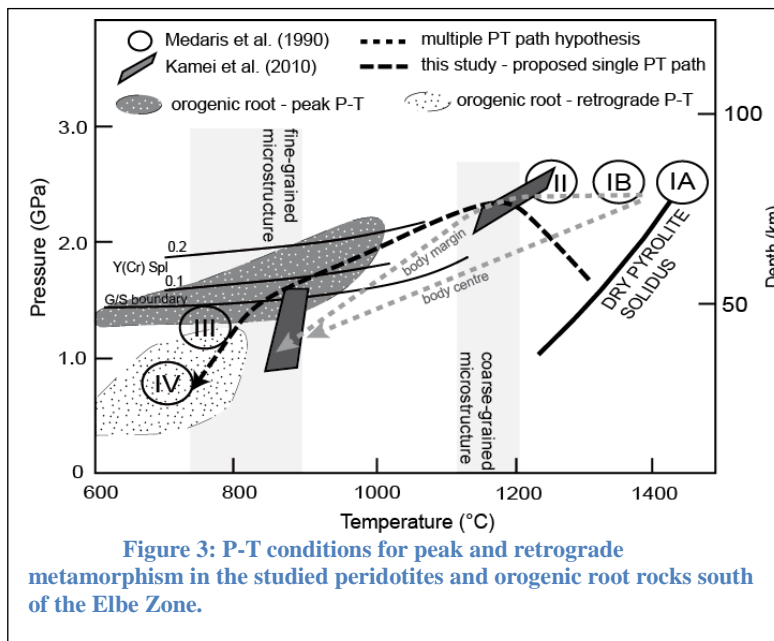 Medaris et al. (1990)
Kamei et al. (2010)
multiple PT path hypothesis
this study - proposed single PT path
orogenic root - peak P-T
orogenic root - retrograde P-T
3.0
2.0
1.0
0
Pressure (GPa)
100
50
Depth/km)
fine-grained
microstructure
coarse-grained
microstructure
0.2
Y(Cr) Spl
0.1
G/S boundary
body margin
body centre
II
IB
IA
III
IV
DRY PYROLITE
SOLIDUS
600
800
1000
1200
1400
Temperature (°C)
Figure 3: P-T conditions for peak and retrograde
metamorphism in the studied peridotites and orogenic root rocks south
of the Elbe Zone.